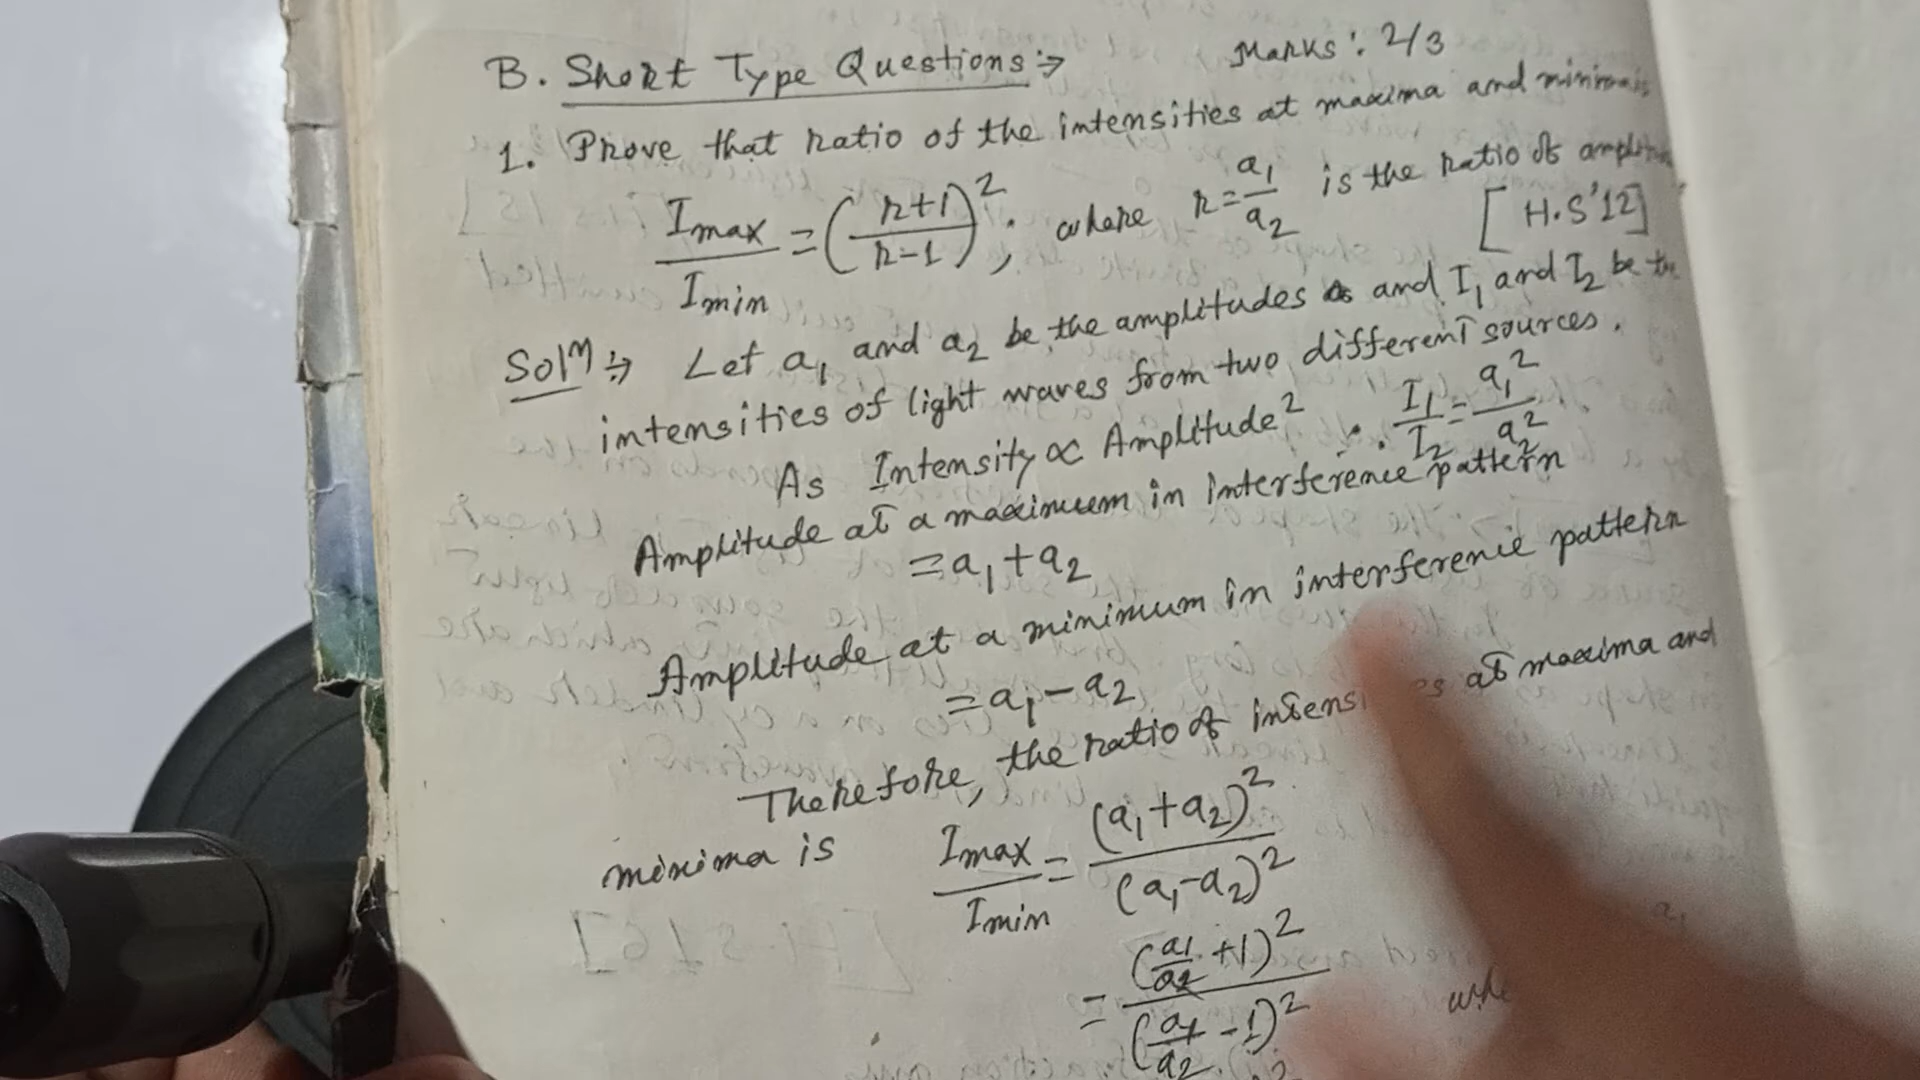 B. Short Type Questions :→ Marks : 2/3
1. Prove that ratio of the intensities at maxima and minima is
Imax/Imin = (r+1/r-1)², where r = a₁/a₂ is the ratio of
[H.S'12]
Solⁿ :→ Let a₁ and a₂ be the amplitudes and I₁ and I₂ be the
intensities of light waves from two different sources.
As Intensity ∝ Amplitude² ∴ I₁/I₂ = a₁²/a₂²
Amplitude at a maximum in interference pattern
= a₁+a₂
Amplitude at a minimum in interference pattern
= a₁-a₂
Therefore, the ratio of at maxima and
minima is Imax/Imin = (a₁+a₂)²/(a₁-a₂)²
= (a₁/a₂ +1)²/(a₁/a₂ -1)²